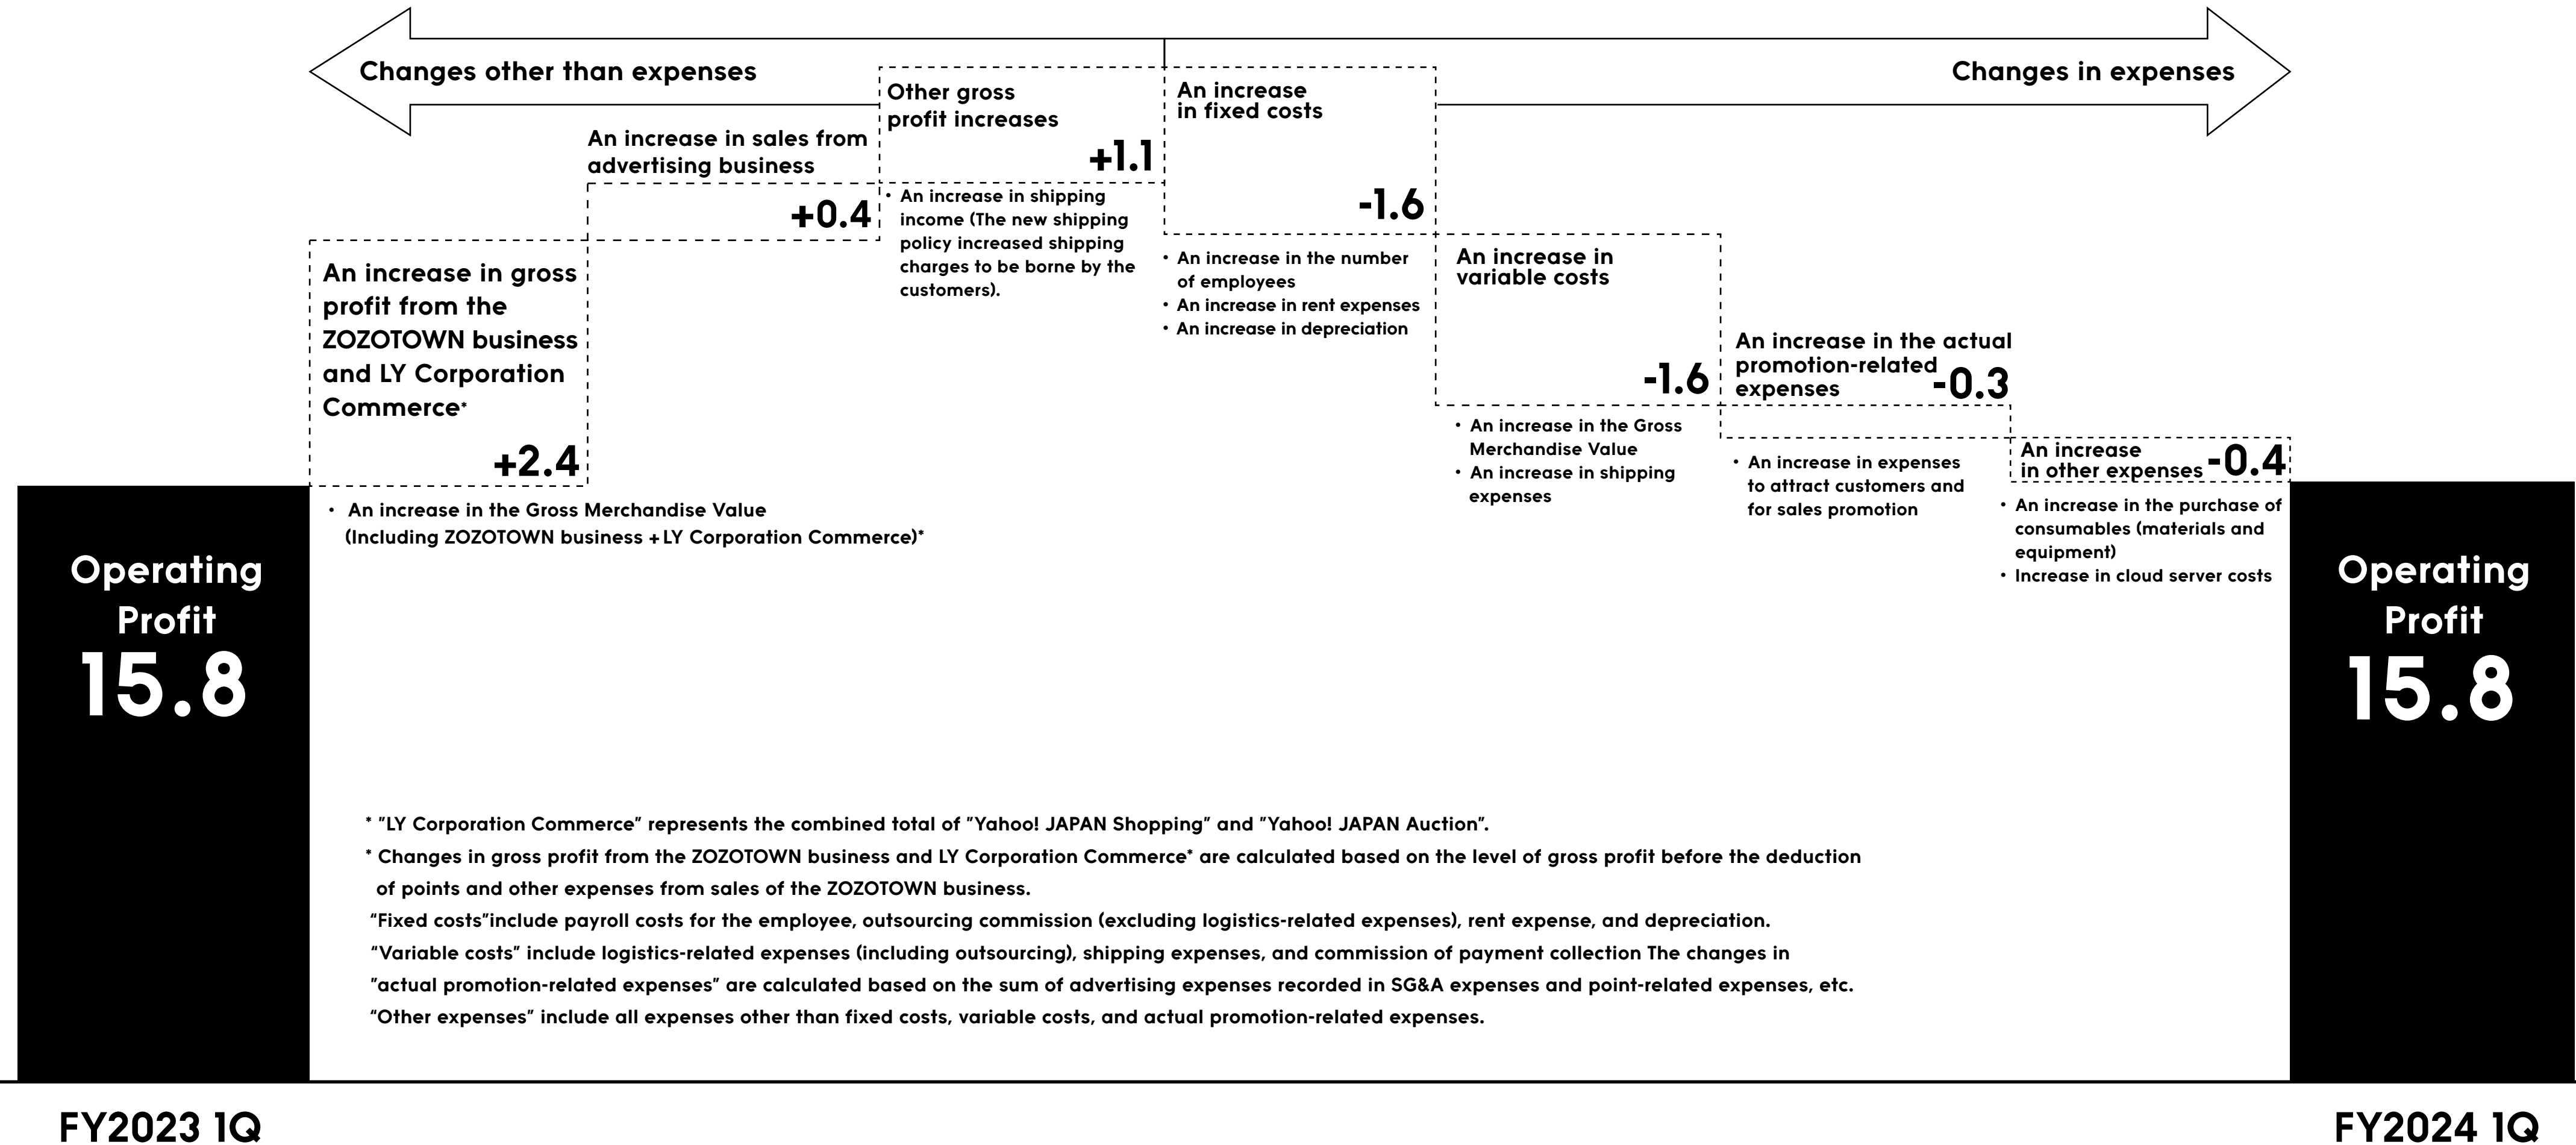 Changes other than expenses
Changes in expenses
Other gross
profit increases
+1.1
An increase
in fixed costs
-1.6
An increase in sales from
advertising business
+0.4
• An increase in shipping
income (The new shipping
policy increased shipping
charges to be borne by the
customers).
• An increase in the number
of employees
• An increase in rent expenses
• An increase in depreciation
An increase in gross
profit from the
ZOZOTOWN business
and LY Corporation
Commerce*
+2.4
• An increase in the Gross Merchandise Value
(Including ZOZOTOWN business +LY Corporation Commerce)*
An increase in
variable costs
-1.6
• An increase in the Gross
Merchandise Value
• An increase in shipping
expenses
An increase in the actual
promotion-related
expenses
-0.3
• An increase in expenses
to attract customers and
for sales promotion
An increase
in other expenses
-0.4
• An increase in the purchase of
consumables (materials and
equipment)
• Increase in cloud server costs
Operating
Profit
15.8
Operating
Profit
15.8
* "LY Corporation Commerce" represents the combined total of "Yahoo! JAPAN Shopping" and "Yahoo! JAPAN Auction".
* Changes in gross profit from the ZOZOTOWN business and LY Corporation Commerce* are calculated based on the level of gross profit before the deduction
of points and other expenses from sales of the ZOZOTOWN business.
“Fixed costs"include payroll costs for the employee, outsourcing commission (excluding logistics-related expenses), rent expense, and depreciation.
“Variable costs" include logistics-related expenses (including outsourcing), shipping expenses, and commission of payment collection The changes in
"actual promotion-related expenses" are calculated based on the sum of advertising expenses recorded in SG&A expenses and point-related expenses, etc.
“Other expenses" include all expenses other than fixed costs, variable costs, and actual promotion-related expenses.
FY2023 1Q
FY2024 1Q